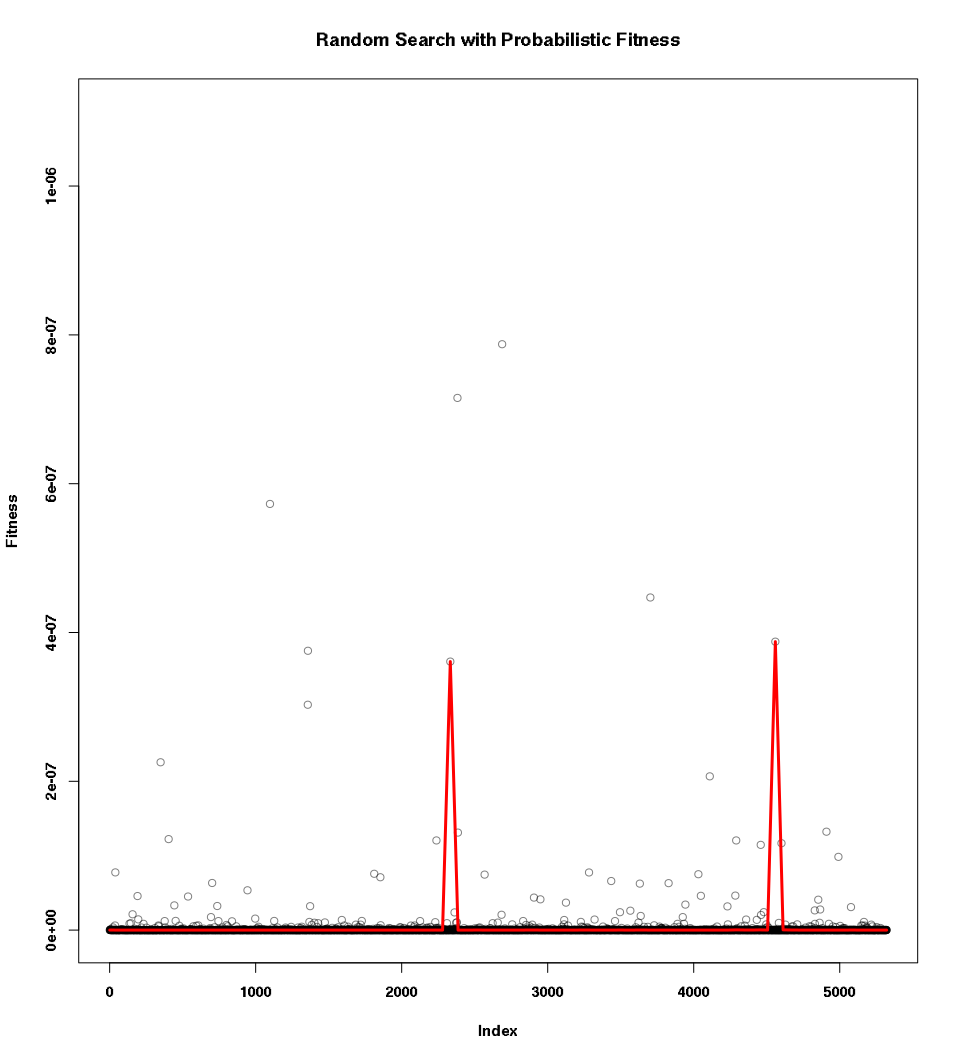 Random Search with Probabilistic Fitness
1e-06
8e-07
6e-07
4e-07
2e-07
0e+00
Fitness
0 1000 2000 3000 4000 5000
Index